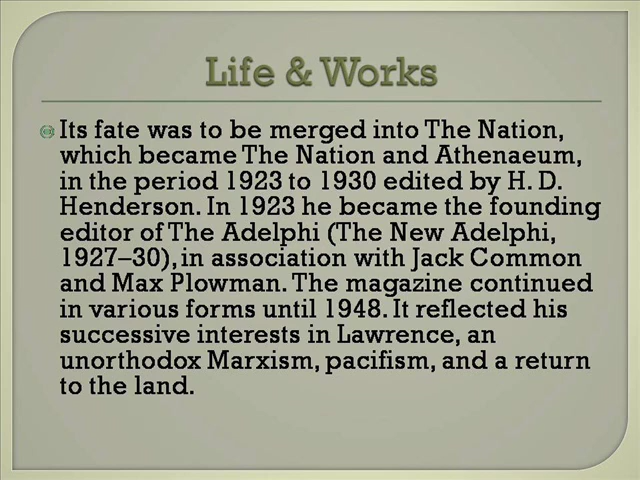 Life & Works
Its fate was to be merged into The Nation,
which became The Nation and Athenaeum,
in the period 1923 to 1930 edited by H. D.
Henderson. In 1923 he became the founding
editor of The Adelphi (The New Adelphi,
1927–30), in association with Jack Common
and Max Plowman. The magazine continued
in various forms until 1948. It reflected his
successive interests in Lawrence, an
unorthodox Marxism, pacifism, and a return
to the land.